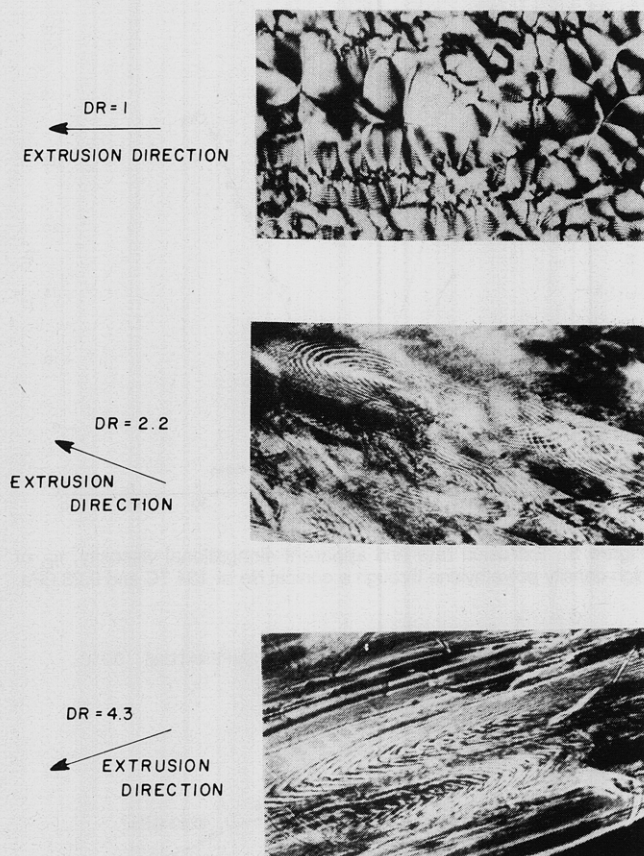 DR=1
EXTRUSION DIRECTION
DR = 2.2
EXTRUSION
DIRECTION
DR = 4.3
EXTRUSION
DIRECTION